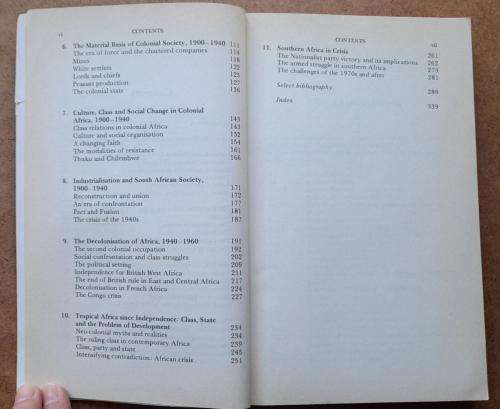 vi CONTENTS
6. The Material Basis of Colonial Society, 1900–1940 111
The era of force and the chartered companies 114
Mines 118
White settlers 122
Lords and chiefs 125
Peasant production 127
The colonial state 136
7. Culture, Class and Social Change in Colonial
Africa, 1900–1940 143
Class relations in colonial Africa 143
Culture and social organisation 152
A changing faith 154
The modalities of resistance 161
Thuku and Chilembwe 166
8. Industrialisation and South African Society,
1900–1940 171
Reconstruction and union 172
An era of confrontation 177
Pact and Fusion 181
The crisis of the 1940s 187
9. The Decolonisation of Africa, 1940–1960 191
The second colonial occupation 192
Social confrontation and class struggles 202
The political setting 209
Independence for British West Africa 211
The end of British rule in East and Central Africa 217
Decolonisation in French Africa 224
The Congo crisis 227
10. Tropical Africa since Independence: Class, State
and the Problem of Development 234
Neo-colonial myths and realities 234
The ruling class in contemporary Africa 239
Class, party and state 245
Intensifying contradiction: African crisis 251
CONTENTS vii
11. Southern Africa in Crisis 261
The Nationalist party victory and its implications 262
The armed struggle in southern Africa 273
The challenges of the 1970s and after 281
Select bibliography 289
Index 339